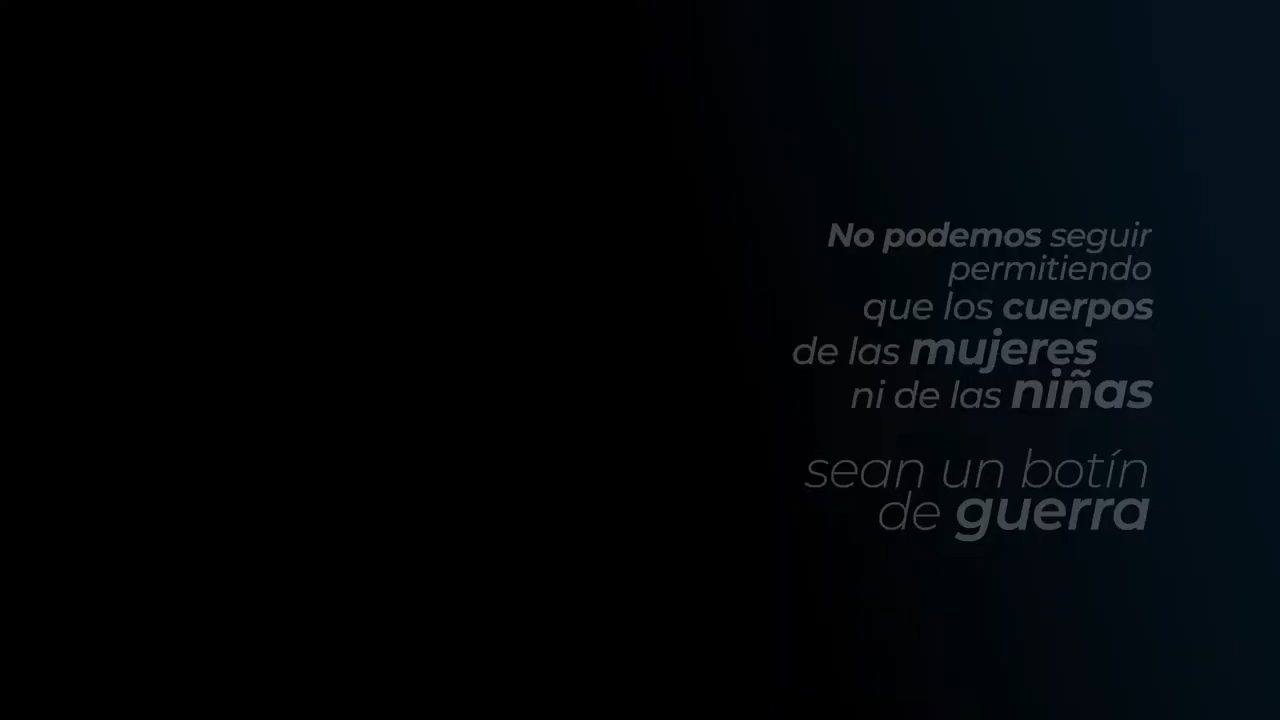 No podemos seguir
permitiendo
que los cuerpos
de las mujeres
ni de las niñas
sean un botín
de guerra